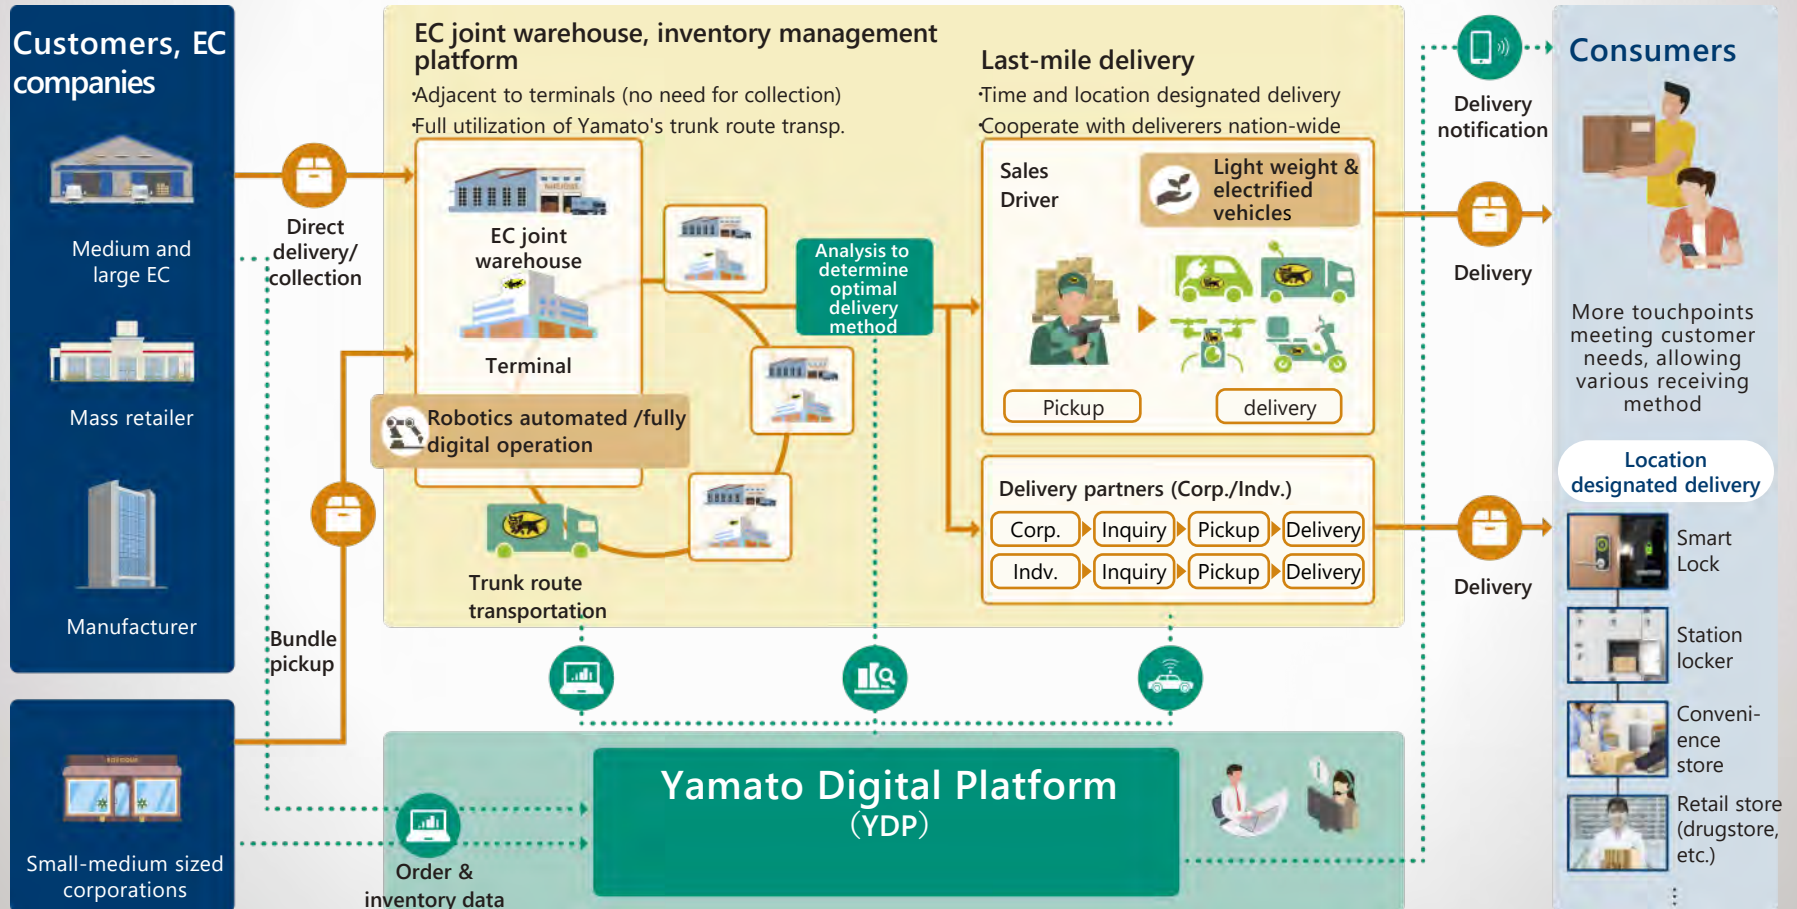 Customers, EC
companies
Medium and
large EC
Mass retailer
Manufacturer
Small-medium sized
corporations
Direct
delivery/
collection
Bundle
pickup
Order &
inventory data
EC joint warehouse, inventory management
platform
·Adjacent to terminals (no need for collection)
·Full utilization of Yamato's trunk route transp.
WAREHOUSE
EC joint
warehouse
Terminal
Robotics automated /fully
digital operation
Trunk route
transportation
Analysis to
determine
optimal
delivery
method
Last-mile delivery
·Time and location designated delivery
·Cooperate with deliverers nation-wide
Sales
Driver
Light weight &
electrified
vehicles
Pickup
delivery
Delivery partners (Corp./Indv.)
Corp. Inquiry Pickup Delivery
Indv. Inquiry Pickup Delivery
Yamato Digital Platform
（YDP）
Delivery
notification
Delivery
Delivery
Consumers
More touchpoints
meeting customer
needs, allowing
various receiving
method
Location
designated delivery
Smart
Lock
Station
locker
Conveni-
ence
store
Retail store
(drugstore,
etc.)
⋮